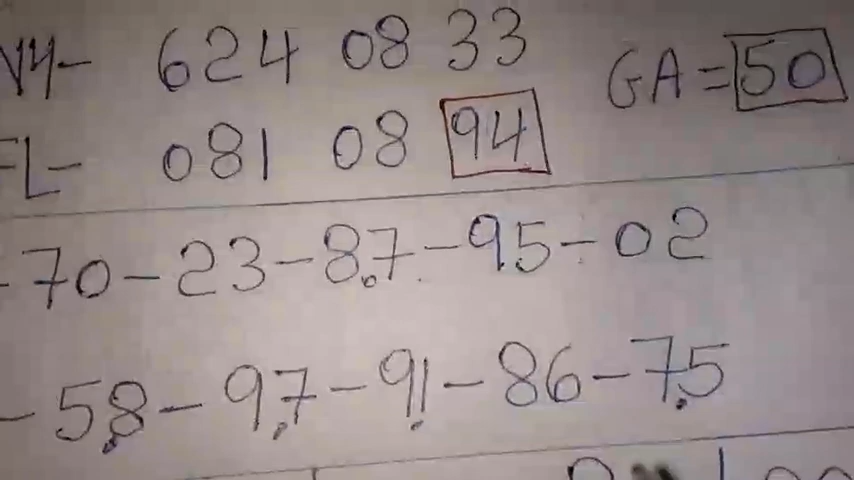 NY- 624 08 33
GA = 50
FL- 081 08 94
-70-23-87-95-02
-58-97-91-86-75